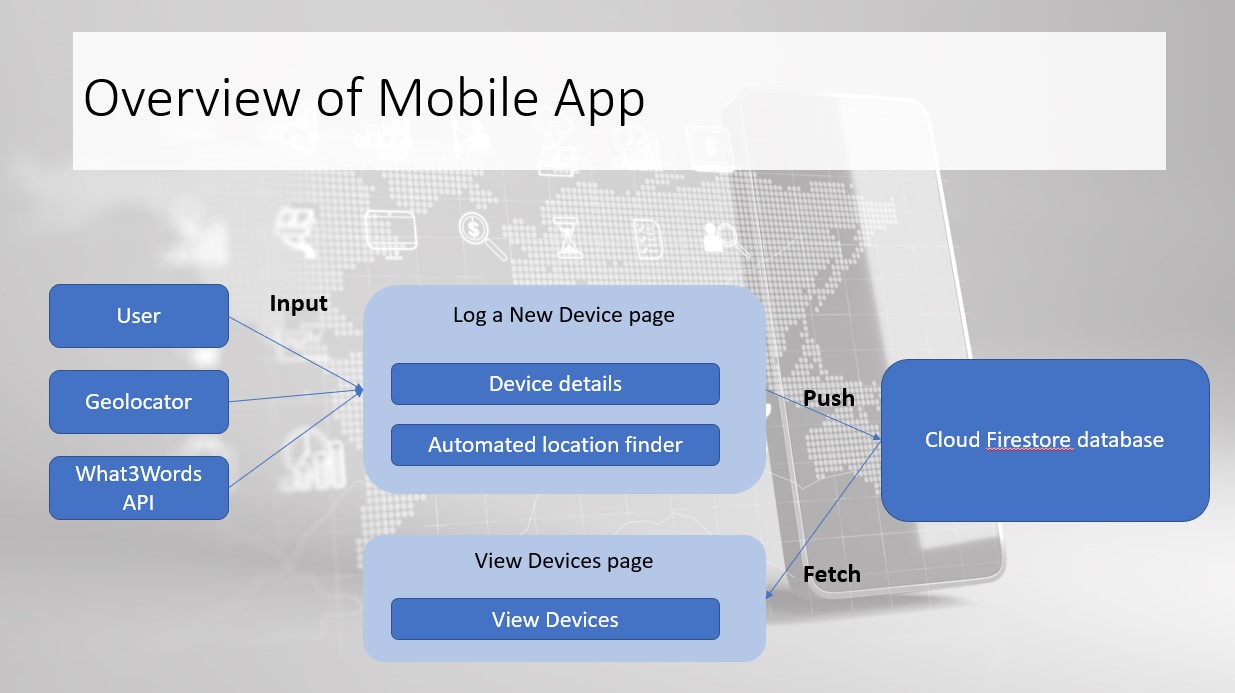 Overview of Mobile App
User
Input
Geolocator
What3Words
API
Log a New Device page
Device details
Automated location finder
Push
Cloud Firestore database
View Devices page
Fetch
View Devices